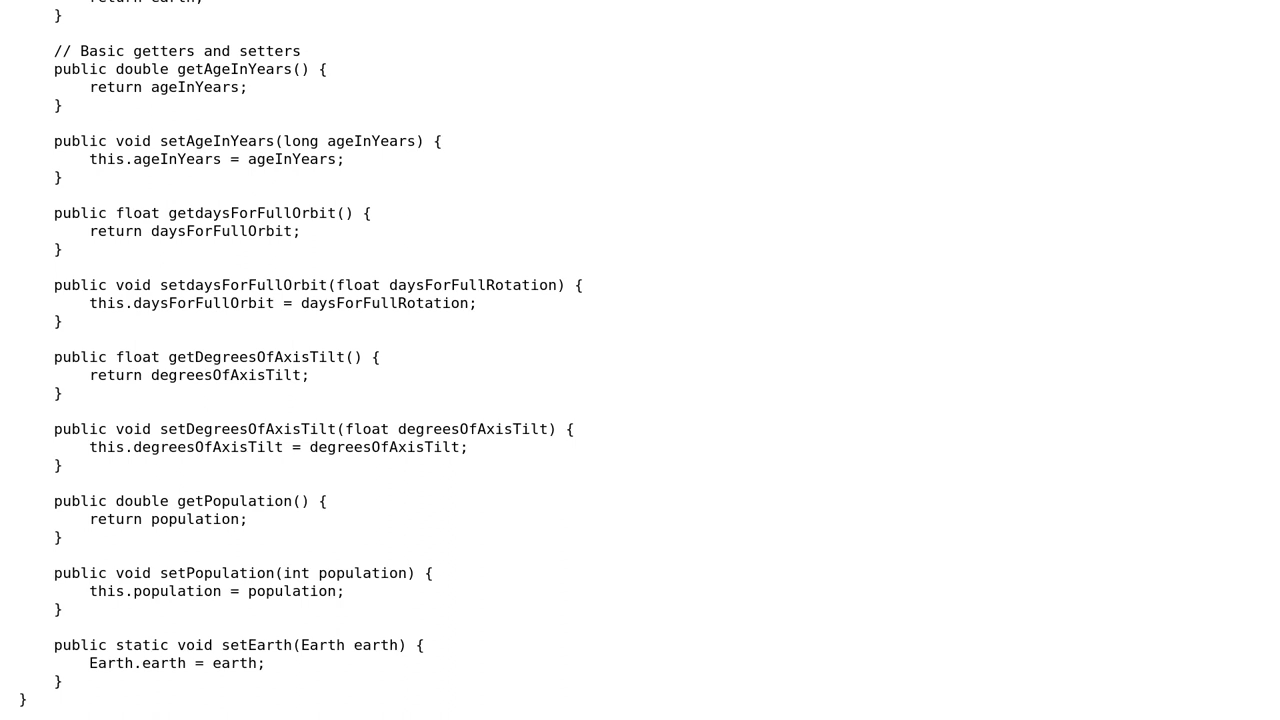 return earth;
}
// Basic getters and setters
public double getAgeInYears() {
return ageInYears;
}
public void setAgeInYears(long ageInYears) {
this.ageInYears = ageInYears;
}
public float getdaysForFullOrbit() {
return daysForFullOrbit;
}
public void setdaysForFullOrbit(float daysForFullRotation) {
this.daysForFullOrbit = daysForFullRotation;
}
public float getDegreesOfAxisTilt() {
return degreesOfAxisTilt;
}
public void setDegreesOfAxisTilt(float degreesOfAxisTilt) {
this.degreesOfAxisTilt = degreesOfAxisTilt;
}
public double getPopulation() {
return population;
}
public void setPopulation(int population) {
this.population = population;
}
public static void setEarth(Earth earth) {
Earth.earth = earth;
}
}